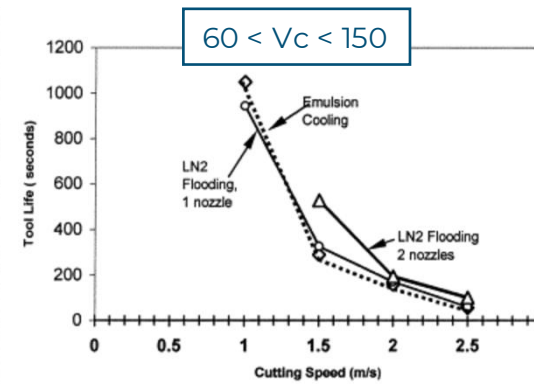 60 < Vc < 150
1200
1000
800
600
400
200
0
Tool Life ( seconds)
Emulsion
Cooling
LN2
Flooding,
1 nozzle
LN2 Flooding
2 nozzles
0 0.5 1 1.5 2 2.5
Cutting Speed (m/s)